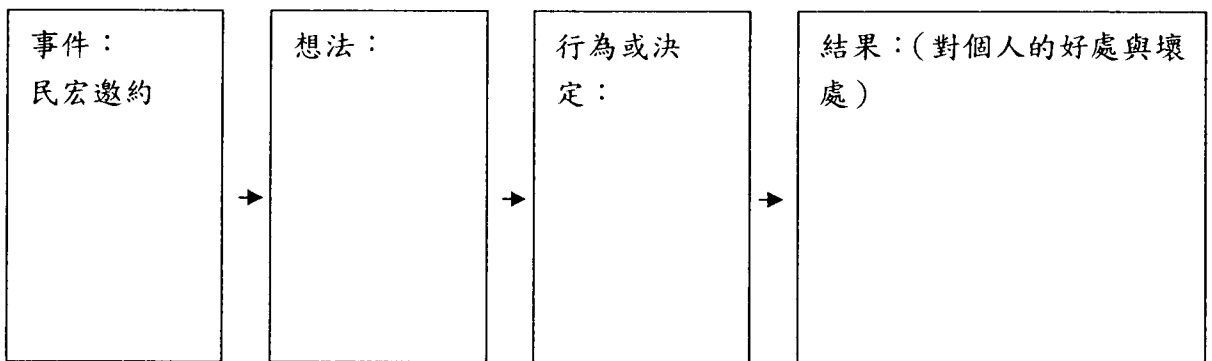 事件：
民宏邀約
想法：
行為或決
定：
結果：(對個人的好處與壞
處)